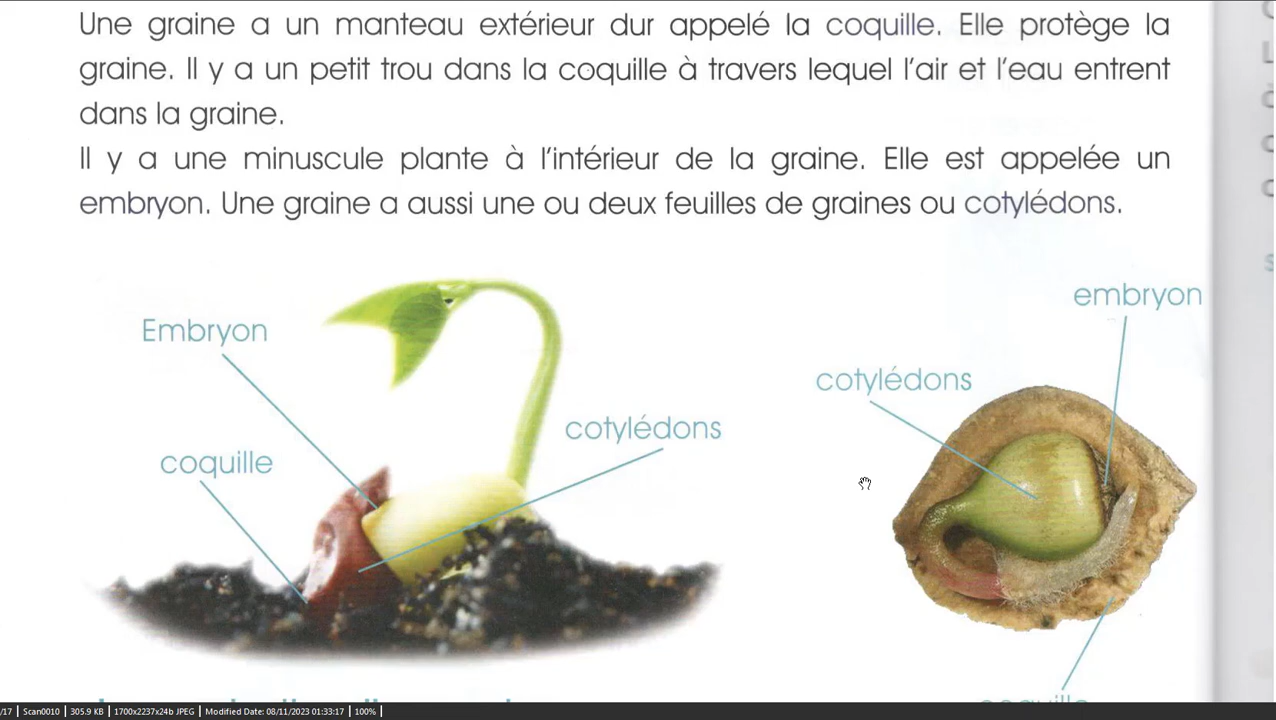 Une graine a un manteau extérieur dur appelé la coquille. Elle protège la
graine. Il y a un petit trou dans la coquille à travers lequel l'air et l'eau entrent
dans la graine.
Il y a une minuscule plante à l'intérieur de la graine. Elle est appelée un
embryon. Une graine a aussi une ou deux feuilles de graines ou cotylédons.
embryon
Embryon
cotylédons
cotylédons
coquille
/17 | Scan0010 | 305.9 KB | 1700x2237x24b JPEG | Modified Date: 08/11/2023 01:33:17 | 100% |